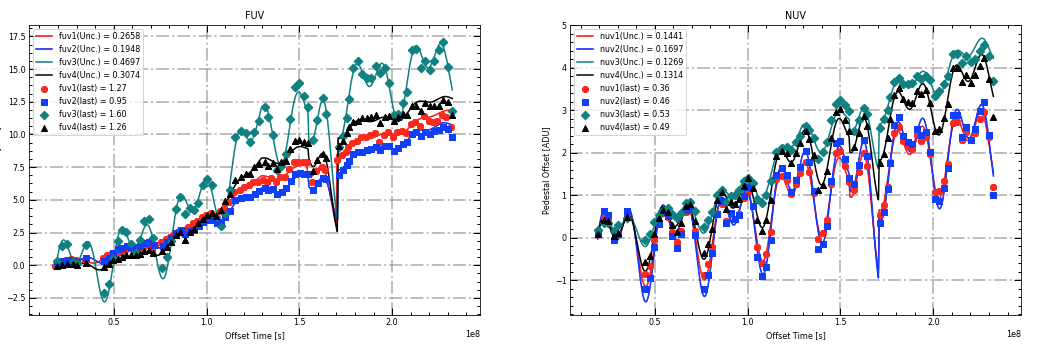 FUV
17.5
15.0
12.5
10.0
7.5
5.0
2.5
0.0
−2.5
fuv1(Unc.) = 0.2658
fuv2(Unc.) = 0.1948
fuv3(Unc.) = 0.4697
fuv4(Unc.) = 0.3074
fuv1(last) = 1.27
fuv2(last) = 0.95
fuv3(last) = 1.60
fuv4(last) = 1.26
0.5
1.0
1.5
2.0
1e8
Offset Time [s]
NUV
Pedestal Offset [ADU]
5
4
3
2
1
0
−1
nuv1(Unc.) = 0.1441
nuv2(Unc.) = 0.1697
nuv3(Unc.) = 0.1269
nuv4(Unc.) = 0.1314
nuv1(last) = 0.36
nuv2(last) = 0.46
nuv3(last) = 0.53
nuv4(last) = 0.49
0.5
1.0
1.5
2.0
1e8
Offset Time [s]